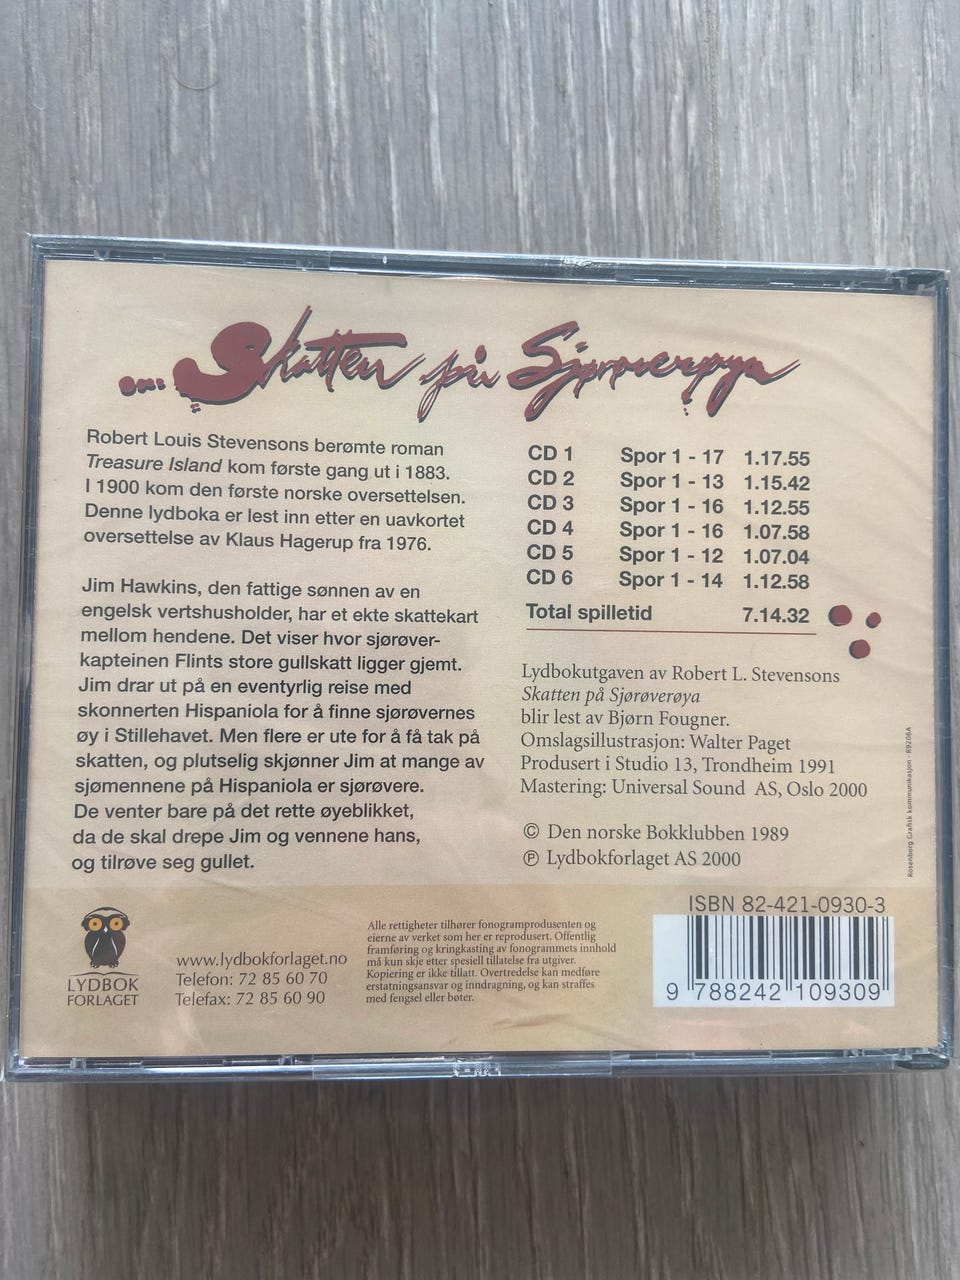 Skatten på Sjørøverøya
Robert Louis Stevensons berømte roman
Treasure Island kom første gang ut i 1883.
I 1900 kom den første norske oversettelsen.
Denne lydboka er lest inn etter en uavkortet
oversettelse av Klaus Hagerup fra 1976.
Jim Hawkins, den fattige sønnen av en
engelsk vertshusholder, har et ekte skattekart
mellom hendene. Det viser hvor sjørøver-
kapteinen Flints store gullskatt ligger gjemt.
Jim drar ut på en eventyrlig reise med
skonnerten Hispaniola for å finne sjørøvernes
øy i Stillehavet. Men flere er ute for å få tak på
skatten, og plutselig skjønner Jim at mange av
sjømennene på Hispaniola er sjørøvere.
De venter bare på det rette øyeblikket,
da de skal drepe Jim og vennene hans,
og tilrøve seg gullet.
CD 1 Spor 1 - 17 1.17.55
CD 2 Spor 1 - 13 1.15.42
CD 3 Spor 1 - 16 1.12.55
CD 4 Spor 1 - 16 1.07.58
CD 5 Spor 1 - 12 1.07.04
CD 6 Spor 1 - 14 1.12.58
Total spilletid 7.14.32
Lydbokutgaven av Robert L. Stevensons
Skatten på Sjørøverøya
blir lest av Bjørn Fougner.
Omslagsillustrasjon: Walter Paget
Produsert i Studio 13, Trondheim 1991
Mastering: Universal Sound AS, Oslo 2000
© Den norske Bokklubben 1989
℗ Lydbokforlaget AS 2000
Rosenborg Grafisk kommunikasjon - R9206A
LYDBOK
FORLAGET
www.lydbokforlaget.no
Telefon: 72 85 60 70
Telefax: 72 85 60 90
Alle rettigheter tilhører fonogramprodusenten og
eierne av verket som her er reprodusert. Offentlig
framføring og kringkasting av fonogrammets innhold
må kun skje etter spesiell tillatelse fra utgiver.
Kopiering er ikke tillatt. Overtredelse kan medføre
erstatningsansvar og inndragning, og kan straffes
med fengsel eller bøter.
ISBN 82-421-0930-3
9 788242 109309